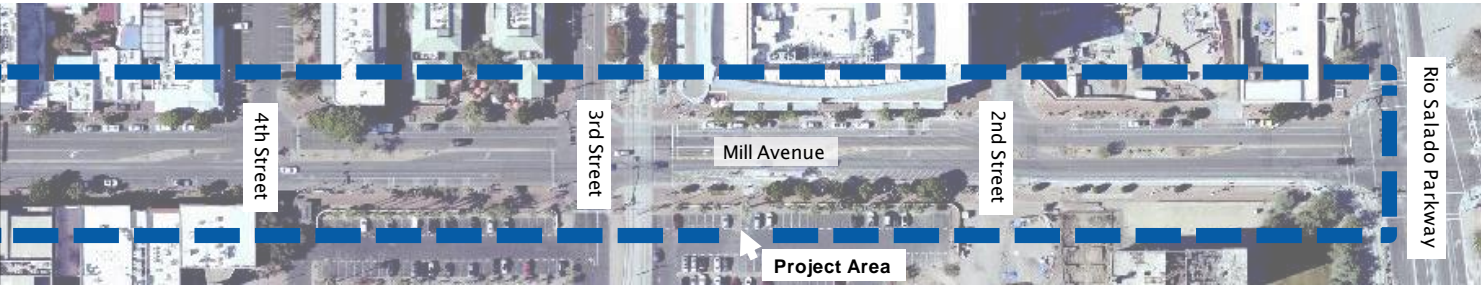 4th Street
3rd Street
Mill Avenue
2nd Street
Rio Salado Parkway
Project Area